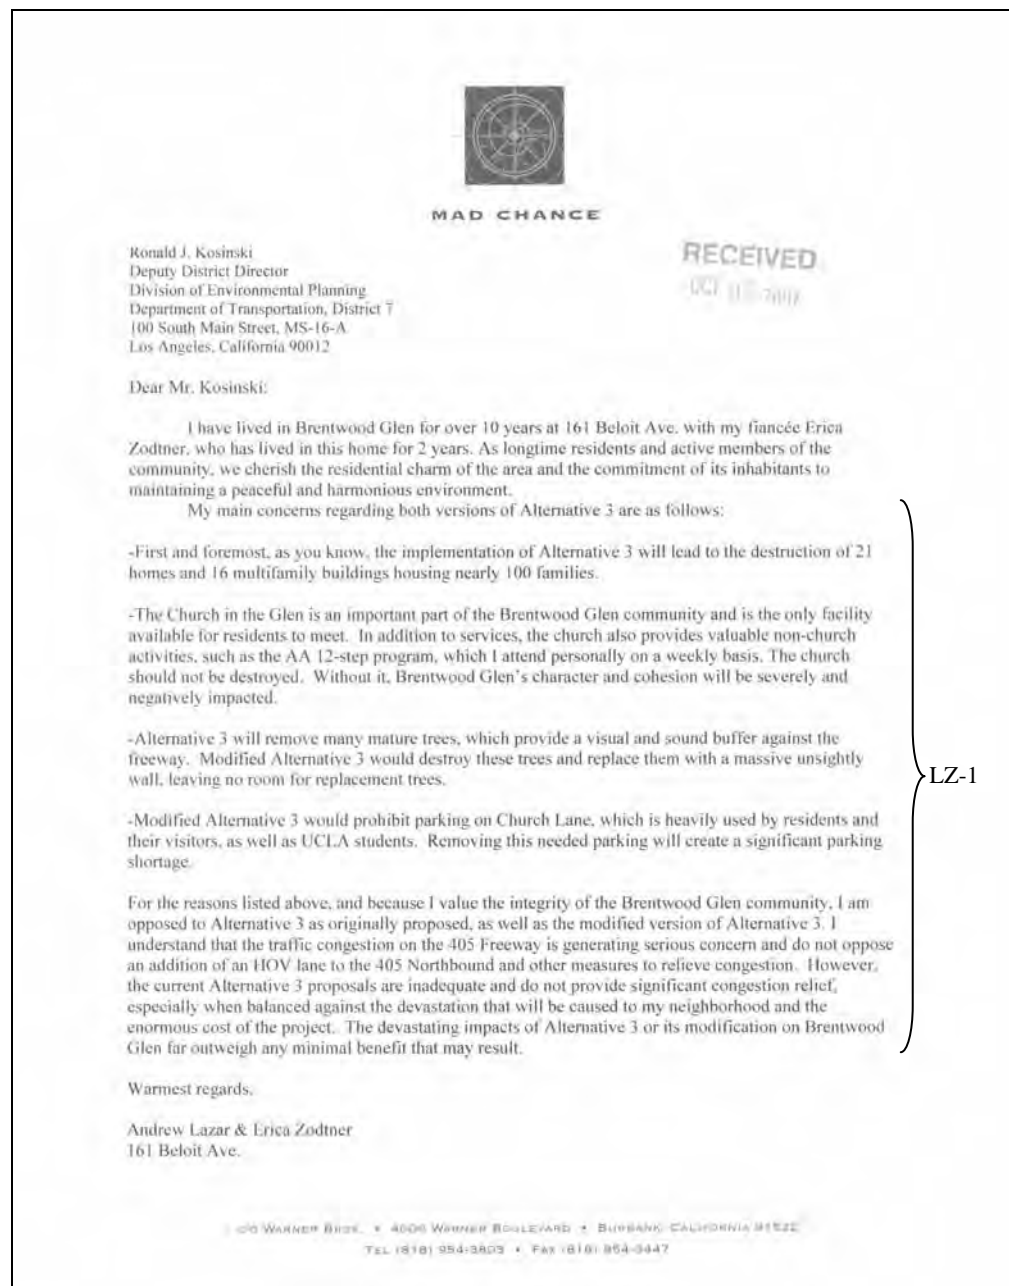 MAD CHANCE
RECEIVED
Ronald J. Kosinski
Deputy District Director
Division of Environmental Planning
Department of Transportation, District 7
100 South Main Street, MS-16-A
Los Angeles, California 90012
Dear Mr. Kosinski:
I have lived in Brentwood Glen for over 10 years at 161 Beloit Ave. with my fiancée Erica
Zodtner, who has lived in this home for 2 years. As longtime residents and active members of the
community, we cherish the residential charm of the area and the commitment of its inhabitants to
maintaining a peaceful and harmonious environment.
My main concerns regarding both versions of Alternative 3 are as follows:
-First and foremost, as you know, the implementation of Alternative 3 will lead to the destruction of 21
homes and 16 multifamily buildings housing nearly 100 families.
-The Church in the Glen is an important part of the Brentwood Glen community and is the only facility
available for residents to meet. In addition to services, the church also provides valuable non-church
activities, such as the AA 12-step program, which I attend personally on a weekly basis. The church
should not be destroyed. Without it, Brentwood Glen's character and cohesion will be severely and
negatively impacted.
-Alternative 3 will remove many mature trees, which provide a visual and sound buffer against the
freeway. Modified Alternative 3 would destroy these trees and replace them with a massive unsightly
wall, leaving no room for replacement trees.
LZ-1
-Modified Alternative 3 would prohibit parking on Church Lane, which is heavily used by residents and
their visitors, as well as UCLA students. Removing this needed parking will create a significant parking
shortage.
For the reasons listed above, and because I value the integrity of the Brentwood Glen community, I am
opposed to Alternative 3 as originally proposed, as well as the modified version of Alternative 3. I
understand that the traffic congestion on the 405 Freeway is generating serious concern and do not oppose
an addition of an HOV lane to the 405 Northbound and other measures to relieve congestion. However,
the current Alternative 3 proposals are inadequate and do not provide significant congestion relief,
especially when balanced against the devastation that will be caused to my neighborhood and the
enormous cost of the project. The devastating impacts of Alternative 3 or its modification on Brentwood
Glen far outweigh any minimal benefit that may result.
Warmest regards,
Andrew Lazar & Erica Zodtner
161 Beloit Ave.
C/O WARNER BROS. • 4000 WARNER BOULEVARD • BURBANK, CALIFORNIA 91522
TEL (818) 954-3803 • FAX (818) 954-3447